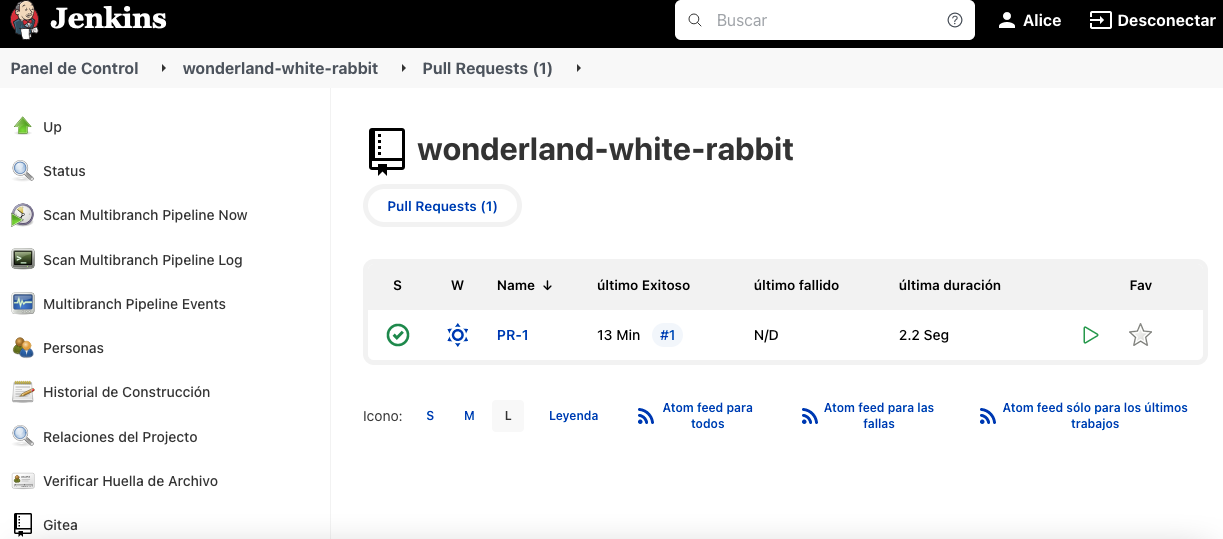 Jenkins
Buscar
Alice
Desconectar
Panel de Control
wonderland-white-rabbit
Pull Requests (1)
Up
Status
Scan Multibranch Pipeline Now
Scan Multibranch Pipeline Log
Multibranch Pipeline Events
Personas
Historial de Construcción
Relaciones del Projecto
Verificar Huella de Archivo
Gitea
wonderland-white-rabbit
Pull Requests (1)
S W Name ↓ último Exitoso último fallido última duración Fav
PR-1 13 Min #1 N/D 2.2 Seg
Icono: S M L Leyenda
Atom feed para
todos
Atom feed para las
fallas
Atom feed sólo para los últimos
trabajos